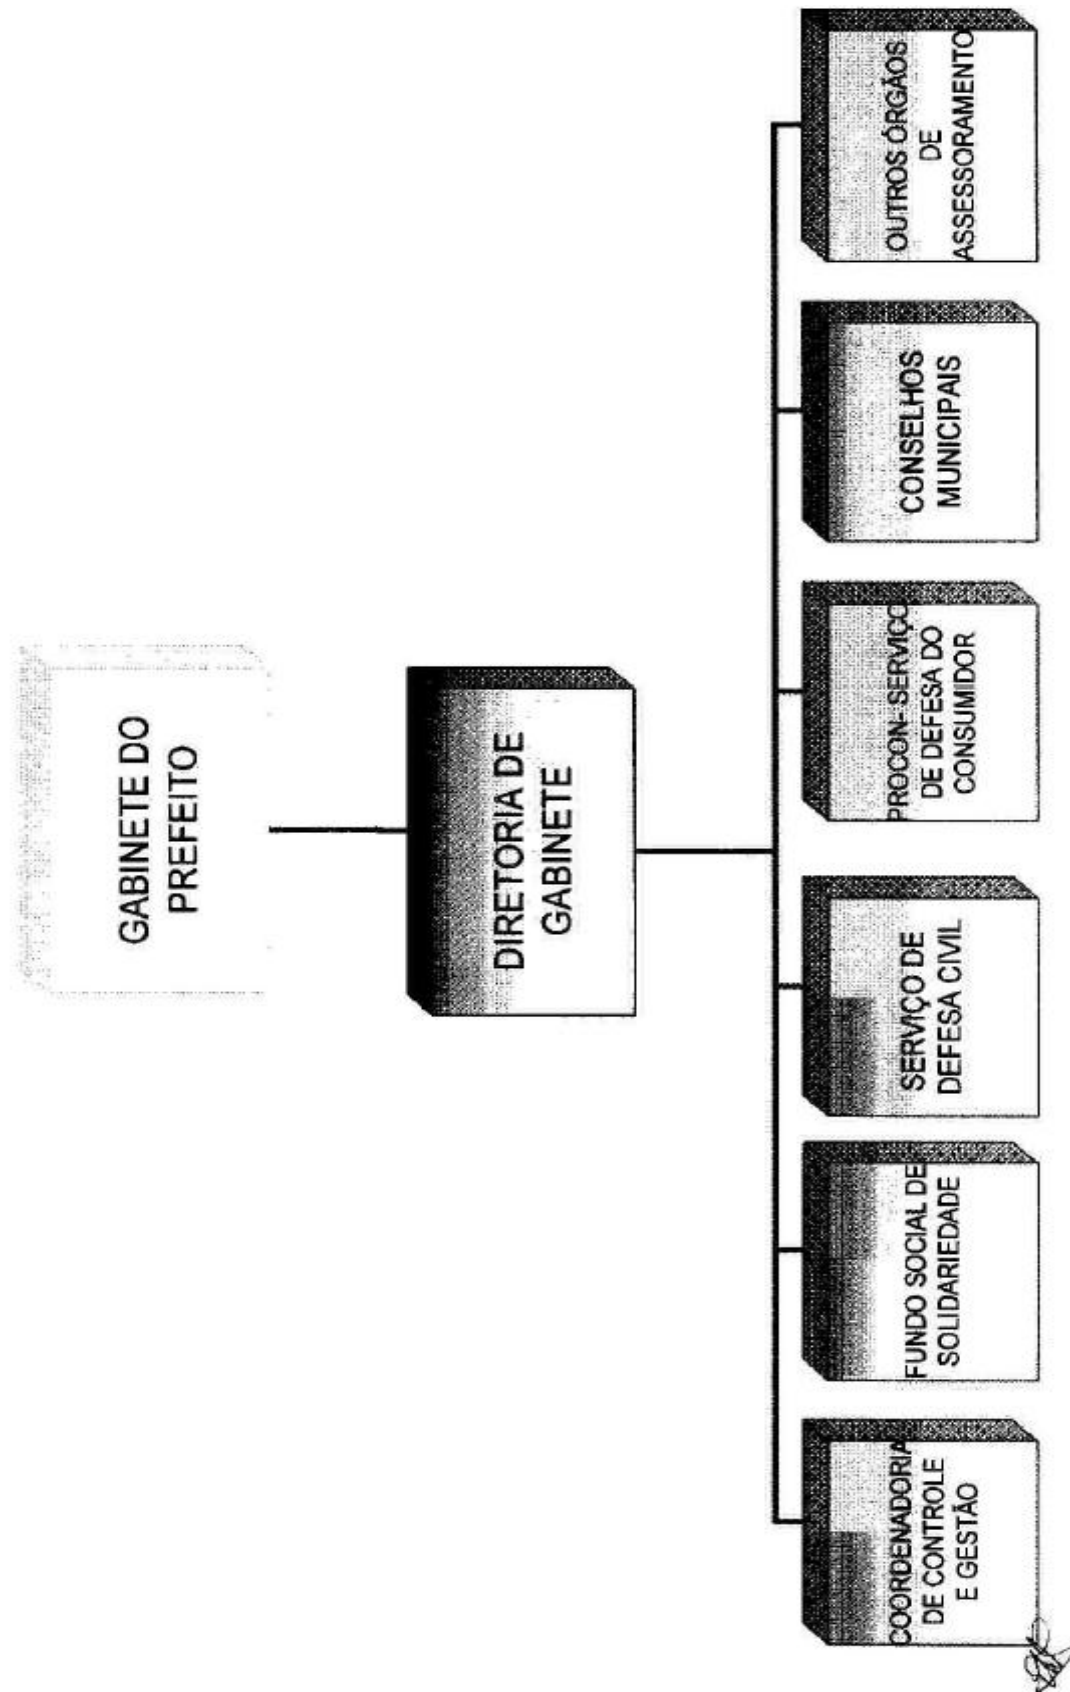 GABINETE DO
PREFEITO
DIRETORIA DE
GABINETE
COORDENADORIA
DE CONTROLE
E GESTÃO
FUNDO SOCIAL DE
SOLIDARIEDADE
SERVIÇO DE
DEFESA CIVIL
PROCON- SERVIÇO
DE DEFESA DO
CONSUMIDOR
CONSELHOS
MUNICIPAIS
OUTROS ÓRGÃOS
DE
ASSESSORAMENTO